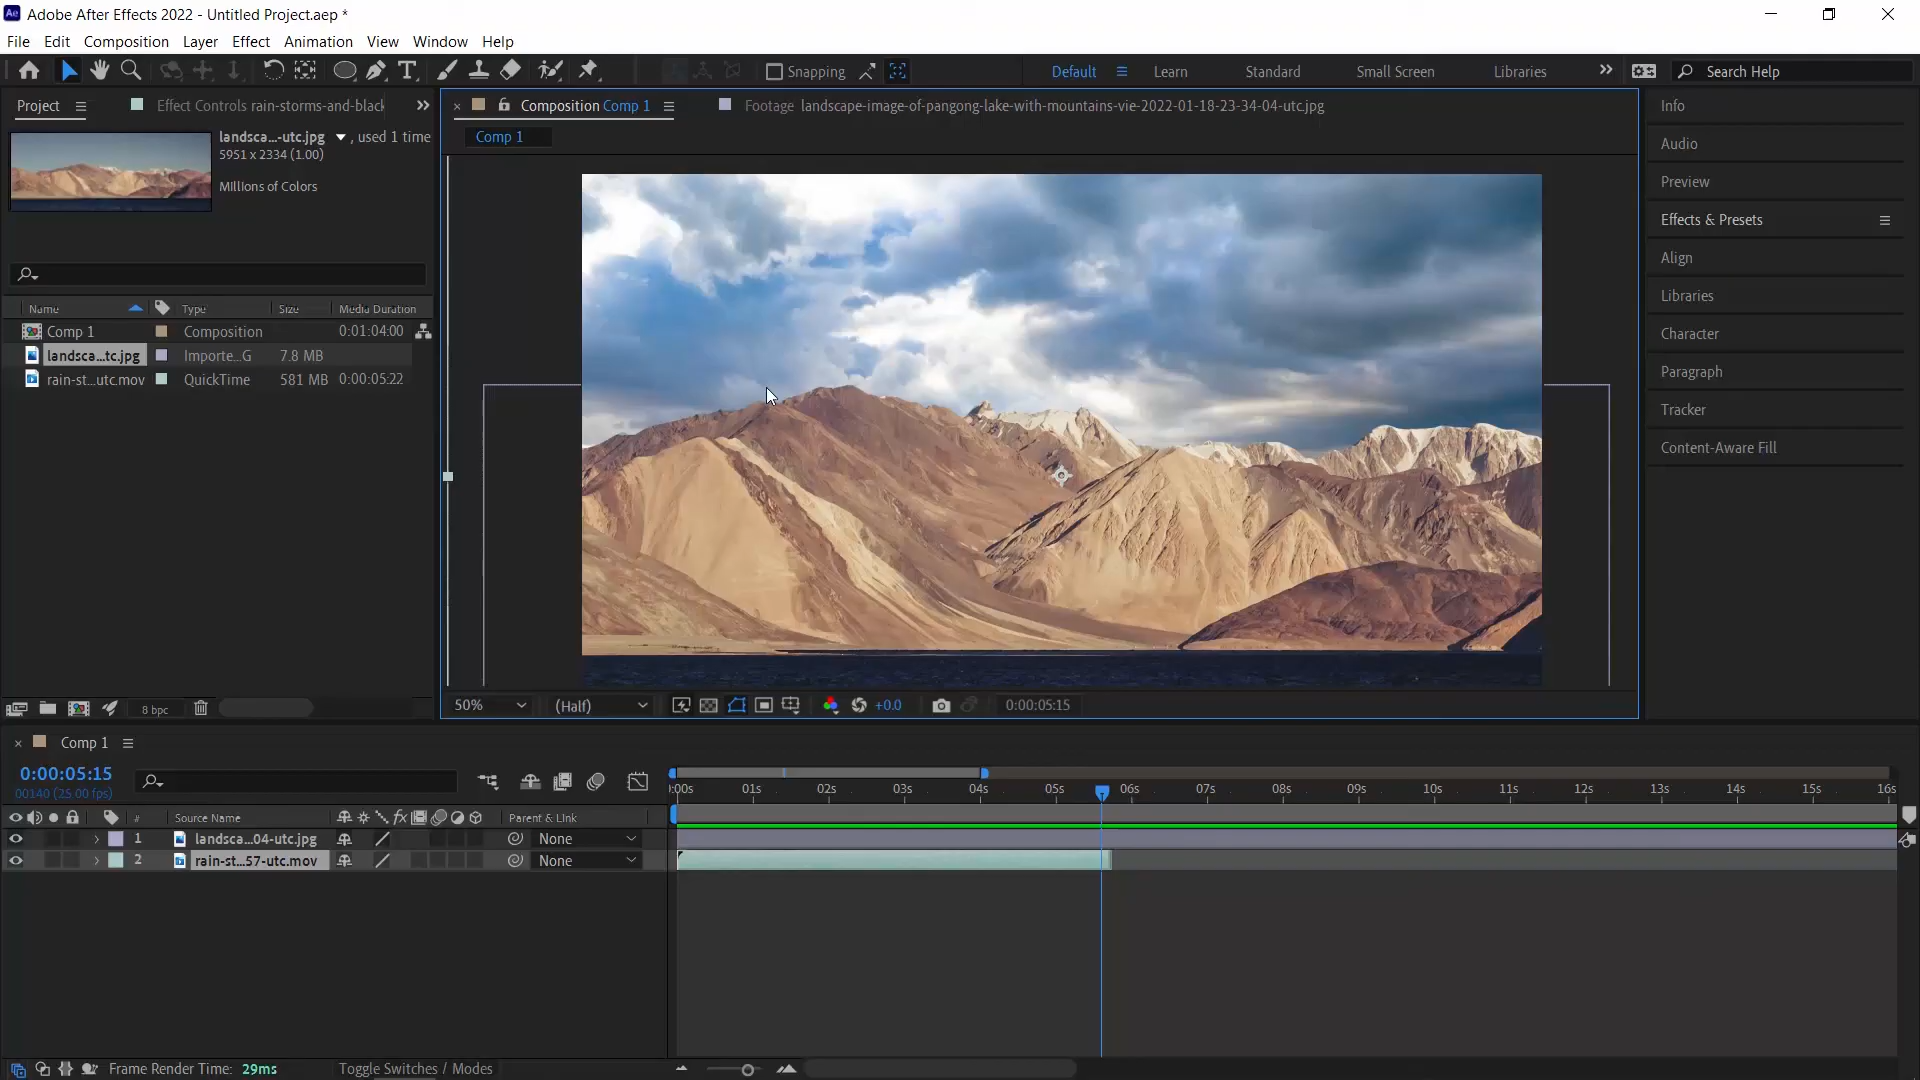 Ae Adobe After Effects 2022 - Untitled Project.aep *
File Edit Composition Layer Effect Animation View Window Help
Snapping
Default Learn Standard Small Screen Libraries
Search Help
Project
Effect Controls rain-storms-and-black
Composition Comp 1
Footage landscape-image-of-pangong-lake-with-mountains-vie-2022-01-18-23-34-04-utc.jpg
Comp 1
landsca...-utc.jpg , used 1 time
5951 x 2334 (1.00)
Millions of Colors
Name Type Size Media Duration
Comp 1 Composition 0:01:04:00
landsca...tc.jpg Importe...G 7.8 MB
rain-st...utc.mov QuickTime 581 MB 0:00:05:22
8 bpc
50% (Half) +0.0 0:00:05:15
Info
Audio
Preview
Effects & Presets
Align
Libraries
Character
Paragraph
Tracker
Content-Aware Fill
Comp 1
0:00:05:15
00140 (25.00 fps)
:00s 01s 02s 03s 04s 05s 06s 07s 08s 09s 10s 11s 12s 13s 14s 15s 16s
# Source Name fx Parent & Link
1 landsca...04-utc.jpg None
2 rain-st...57-utc.mov None
Frame Render Time: 29ms
Toggle Switches / Modes